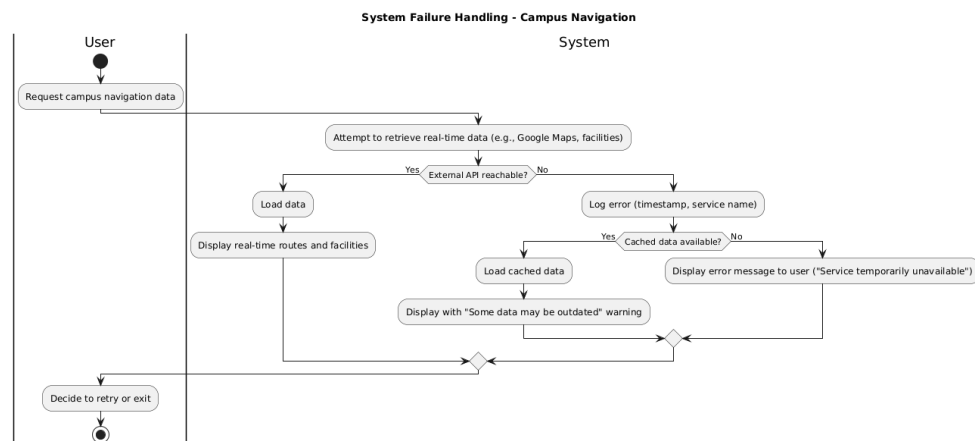 System Failure Handling - Campus Navigation
User
System
Request campus navigation data
Attempt to retrieve real-time data (e.g., Google Maps, facilities)
Yes
External API reachable?
No
Load data
Log error (timestamp, service name)
Display real-time routes and facilities
Yes
Cached data available?
No
Load cached data
Display error message to user ("Service temporarily unavailable")
Display with "Some data may be outdated" warning
Decide to retry or exit